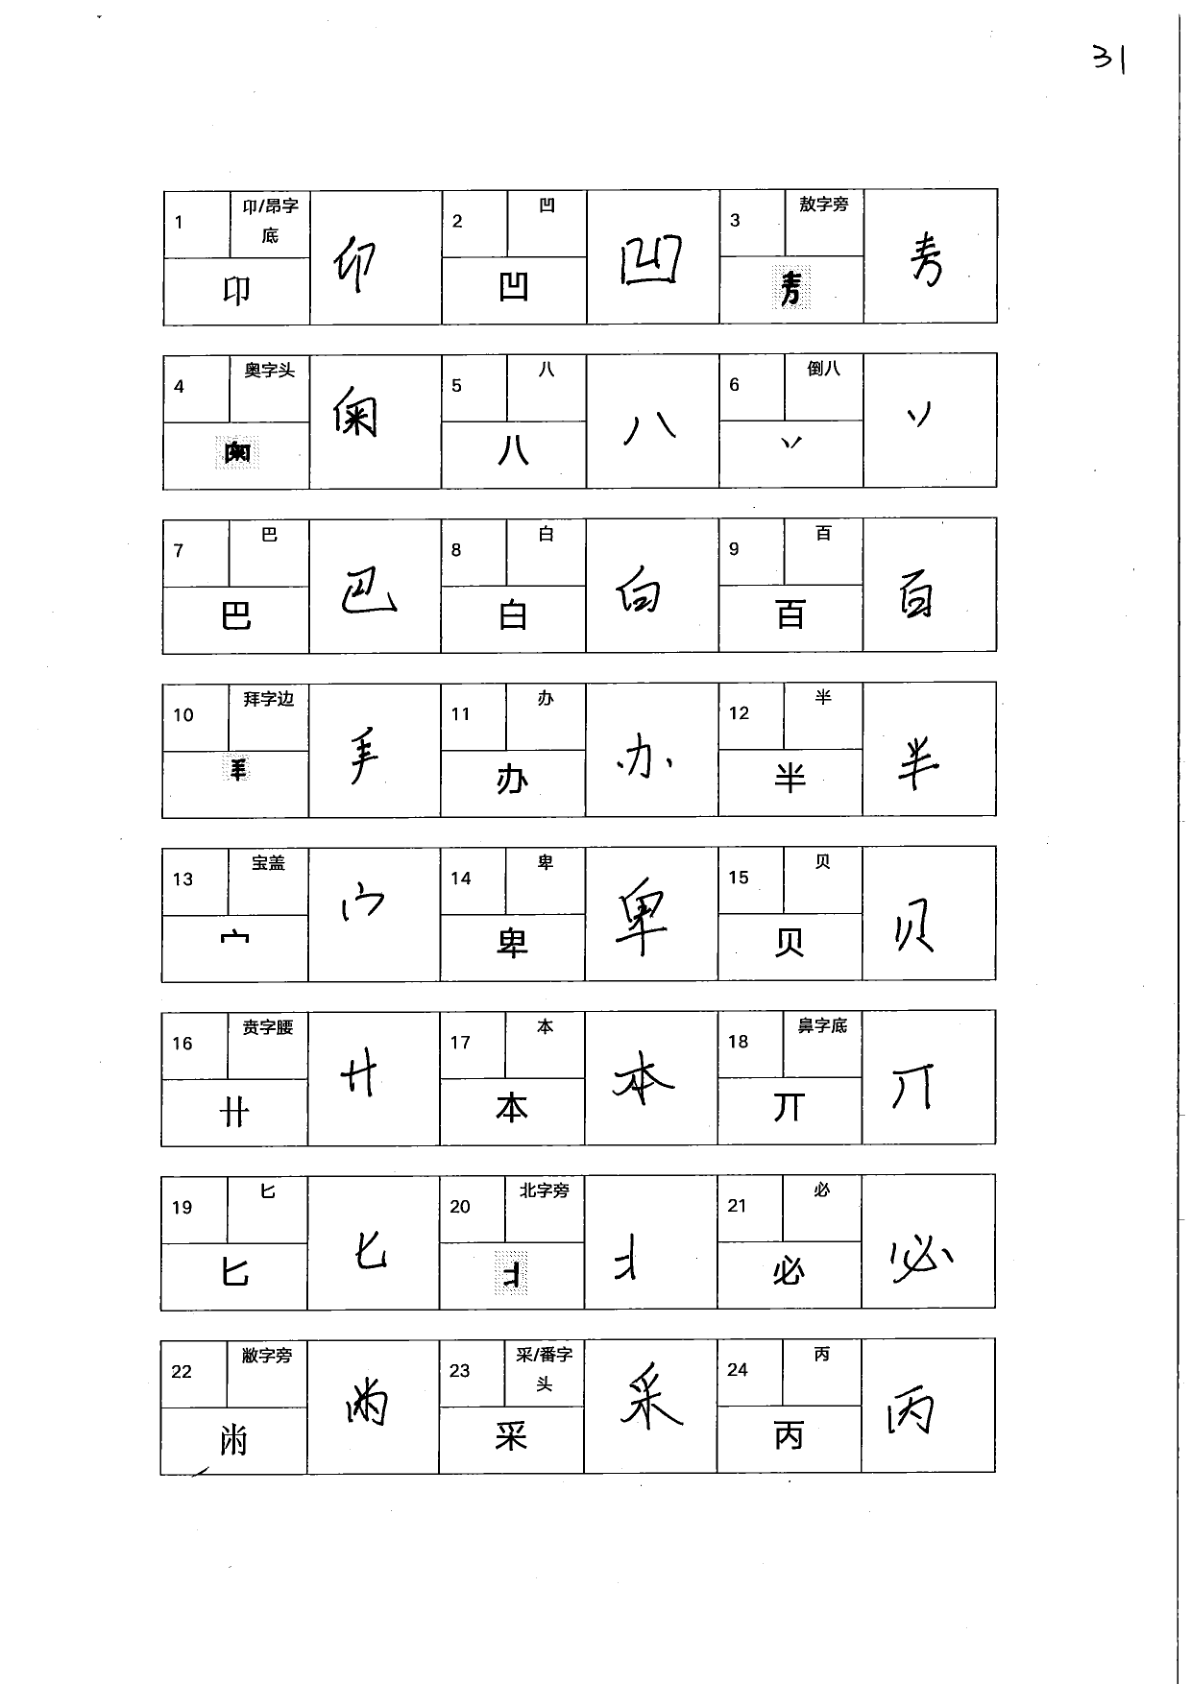 31
1 卬/昂字底 卬 卬
2 凹 凹 凹
3 敖字旁
4 奥字头
5 八 八 八
6 倒八 丷 丷
7 巴 巴 巴
8 白 白 白
9 百 百 百
10 拜字边 手
11 办 办 办
12 半 半 半
13 宝盖 宀 宀
14 卑 卑 卑
15 贝 贝 贝
16 贲字腰 卄 卄
17 本 本 本
18 鼻字底 丌 丌
19 匕 匕 匕
20 北字旁
21 必 必 必
22 敝字旁 㡀 㡀
23 采/番字头 采 采
24 丙 丙 丙